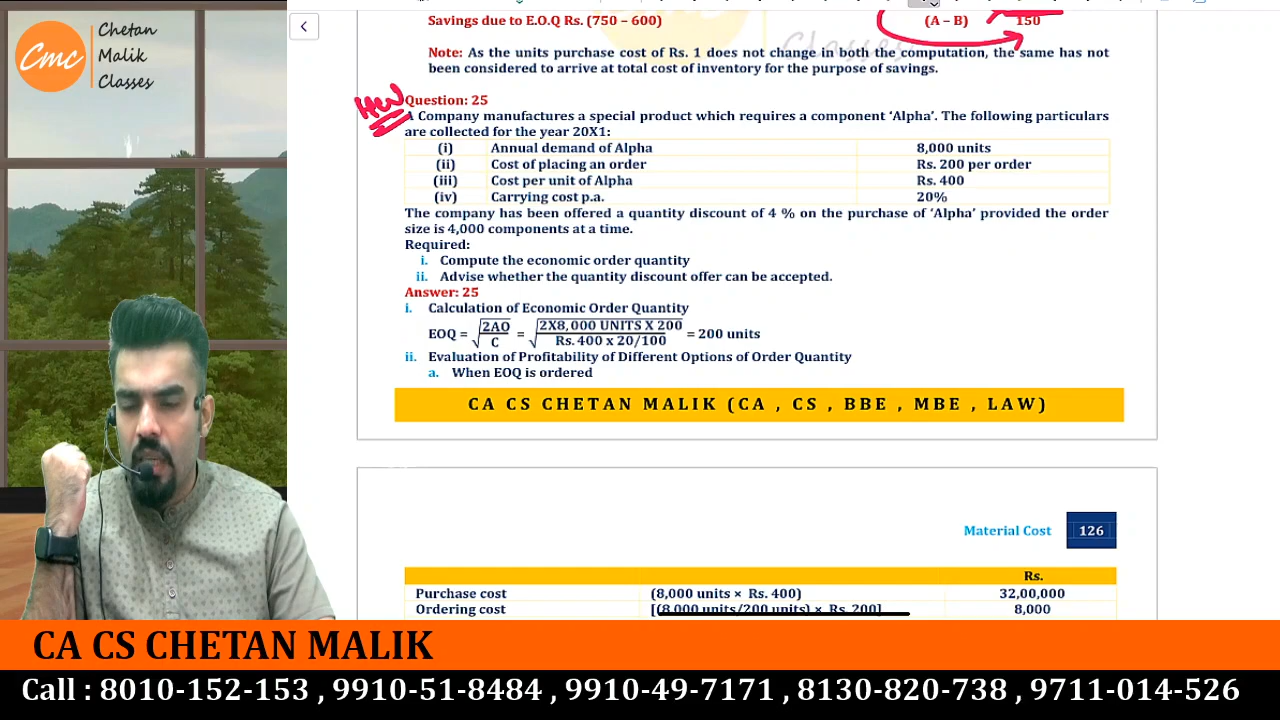 Chetan
Malik
Classes
cmc
Savings due to E.O.Q Rs. (750 – 600) (A – B) 150
Note: As the units purchase cost of Rs. 1 does not change in both the computation, the same has not
been considered to arrive at total cost of inventory for the purpose of savings.
HW
Question: 25
A Company manufactures a special product which requires a component ‘Alpha’. The following particulars
are collected for the year 20X1:
(i) Annual demand of Alpha 8,000 units
(ii) Cost of placing an order Rs. 200 per order
(iii) Cost per unit of Alpha Rs. 400
(iv) Carrying cost p.a. 20%
The company has been offered a quantity discount of 4 % on the purchase of ‘Alpha’ provided the order
size is 4,000 components at a time.
Required:
i. Compute the economic order quantity
ii. Advise whether the quantity discount offer can be accepted.
Answer: 25
i. Calculation of Economic Order Quantity
EOQ = √2AO/C = √2X8,000 UNITS X 200/Rs. 400 x 20/100 = 200 units
ii. Evaluation of Profitability of Different Options of Order Quantity
a. When EOQ is ordered
CA CS CHETAN MALIK (CA , CS , BBE , MBE , LAW)
Material Cost 126
Rs.
Purchase cost (8,000 units × Rs. 400) 32,00,000
Ordering cost [(8,000 units/200 units) × Rs. 200] 8,000
CA CS CHETAN MALIK
Call : 8010-152-153 , 9910-51-8484 , 9910-49-7171 , 8130-820-738 , 9711-014-526